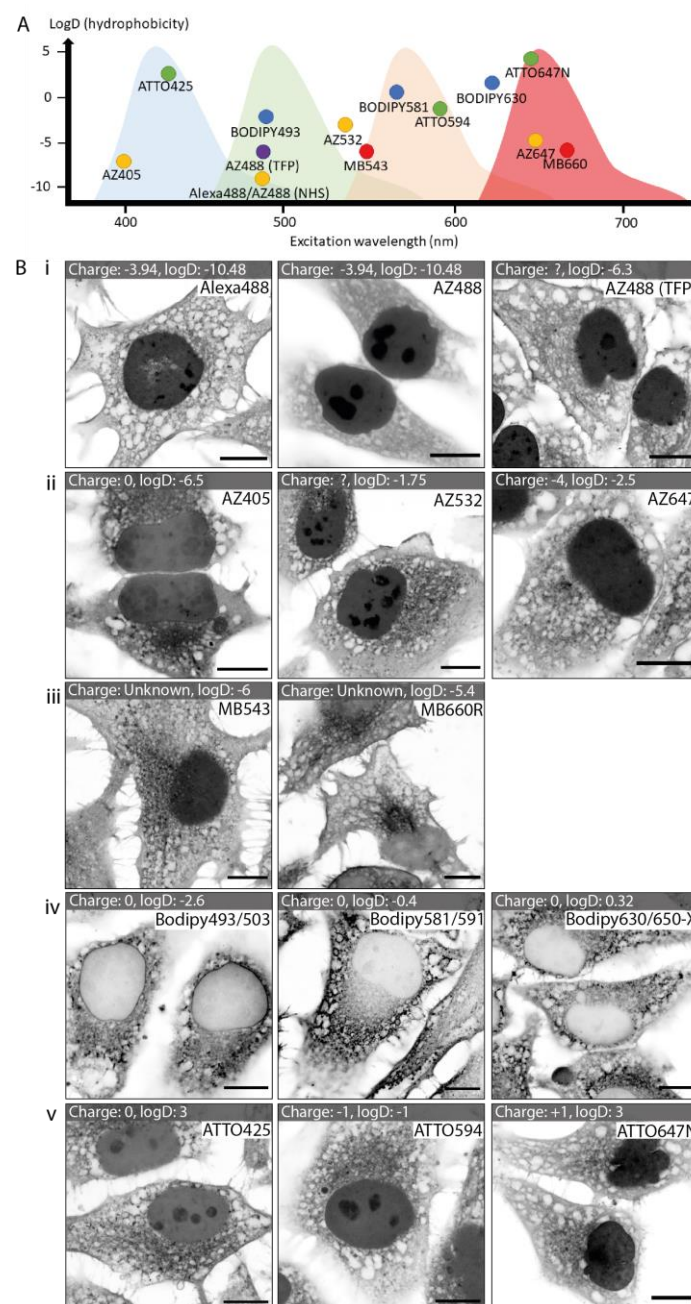 A
LogD (hydrophobicity)
5
0
-5
-10
ATTO425
ATTO647N
BODIPY581
BODIPY630
ATTO594
BODIPY493
AZ532
AZ405
AZ488 (TFP)
MB543
AZ647
MB660
Alexa488/AZ488 (NHS)
400 500 600 700
Excitation wavelength (nm)
B i
Charge: -3.94, logD: -10.48
Alexa488
Charge: -3.94, logD: -10.48
AZ488
Charge: ?, logD: -6.3
AZ488 (TFP
ii
Charge: 0, logD: -6.5
AZ405
Charge: ?, logD: -1.75
AZ532
Charge: -4, logD: -2.5
AZ647
iii
Charge: Unknown, logD: -6
MB543
Charge: Unknown, logD: -5.4
MB660R
iv
Charge: 0, logD: -2.6
Bodipy493/503
Charge: 0, logD: -0.4
Bodipy581/591
Charge: 0, logD: 0.32
Bodipy630/650-X
v
Charge: 0, logD: 3
ATTO425
Charge: -1, logD: -1
ATTO594
Charge: +1, logD: 3
ATTO647N